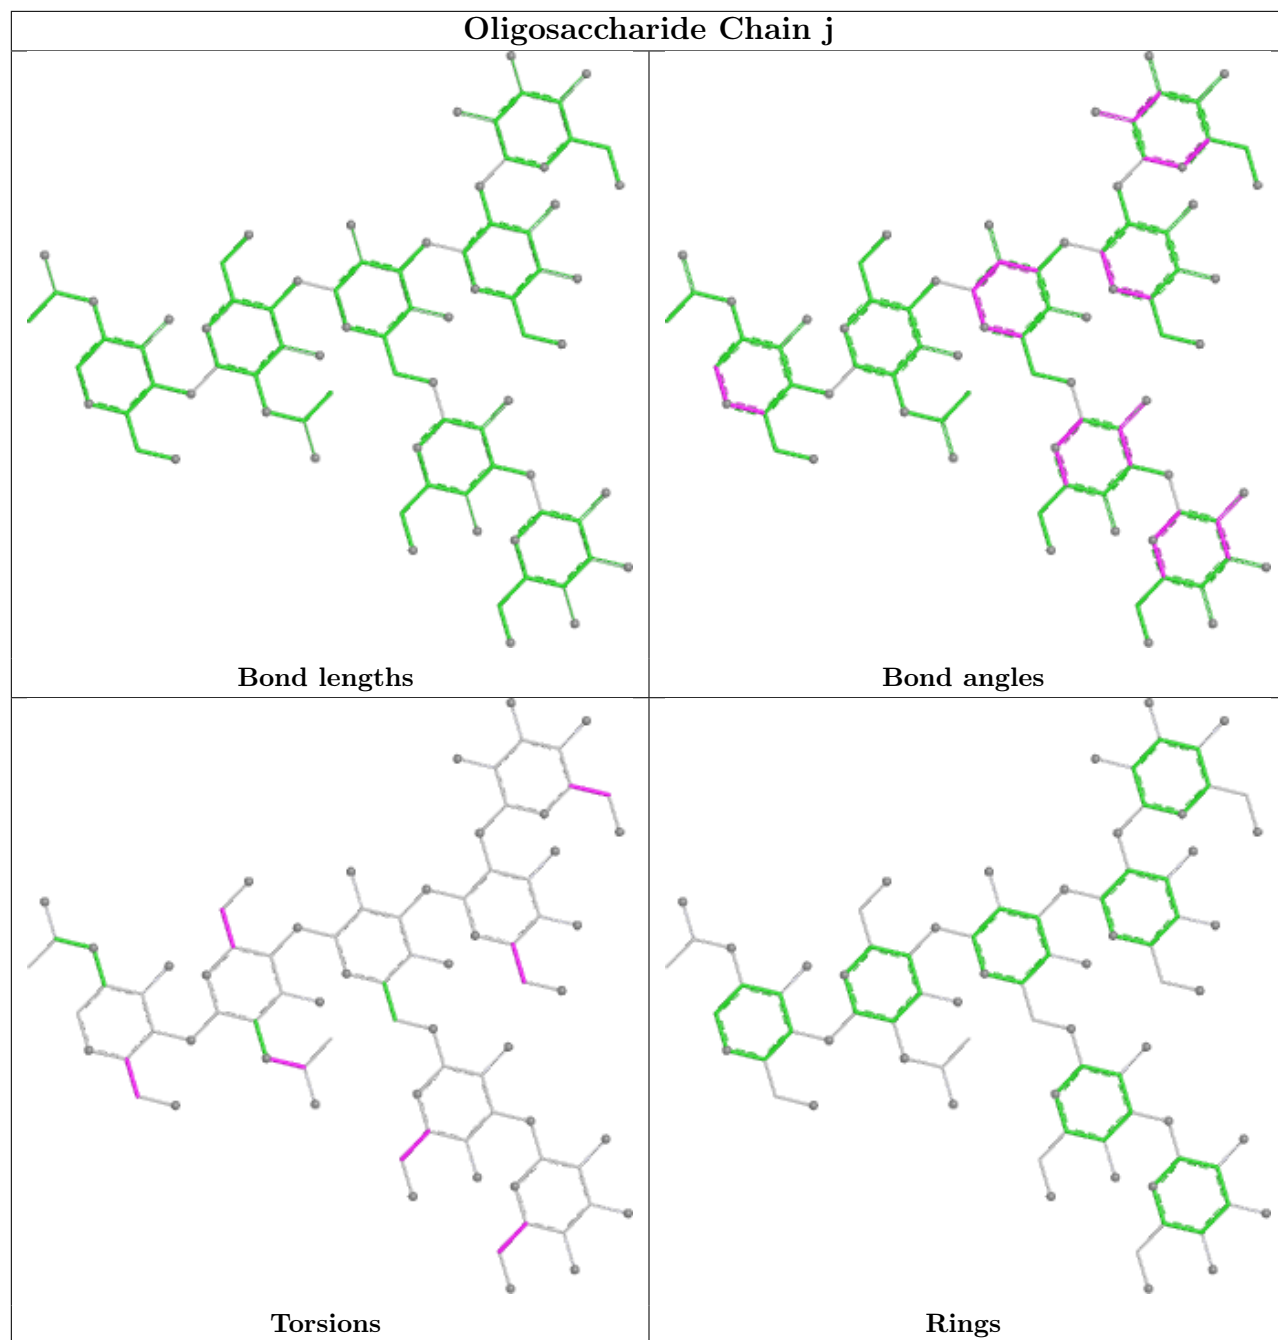 Oligosaccharide Chain j
Bond lengths
Bond angles
Torsions
Rings